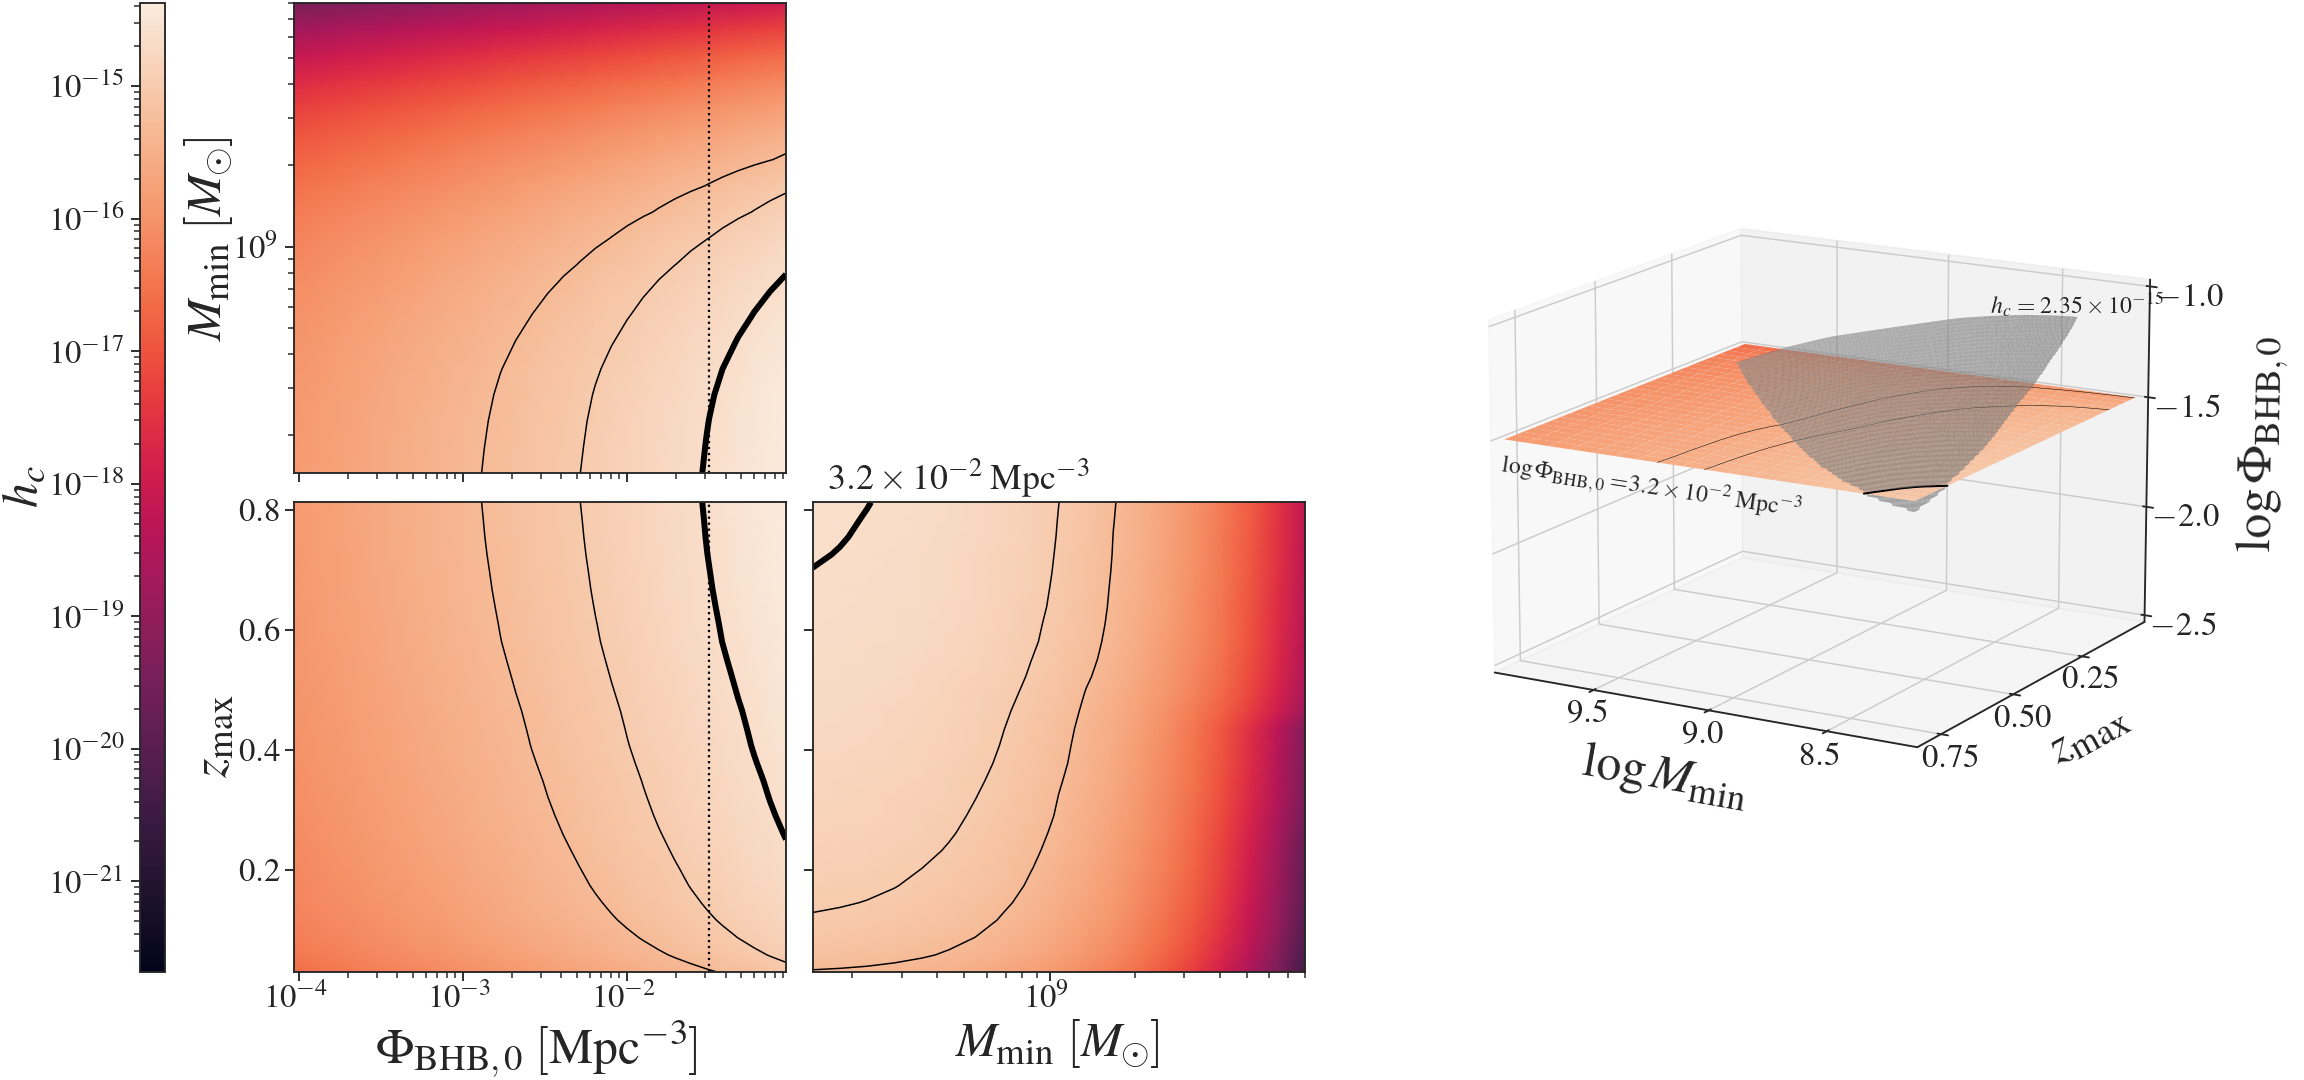 h_c
10⁻¹⁵
10⁻¹⁶
10⁻¹⁷
10⁻¹⁸
10⁻¹⁹
10⁻²⁰
10⁻²¹
M_min [M_⊙]
10⁹
z_max
0.8
0.6
0.4
0.2
10⁻⁴ 10⁻³ 10⁻²
Φ_BHB,0 [Mpc⁻³]
3.2 × 10⁻² Mpc⁻³
10⁹
M_min [M_⊙]
h_c = 2.35 × 10⁻¹⁵
log Φ_BHB,0 =3.2 × 10⁻² Mpc⁻³
−1.0
−1.5
−2.0
−2.5
log Φ_BHB,0
9.5 9.0 8.5
log M_min
0.75 0.50 0.25
z_max